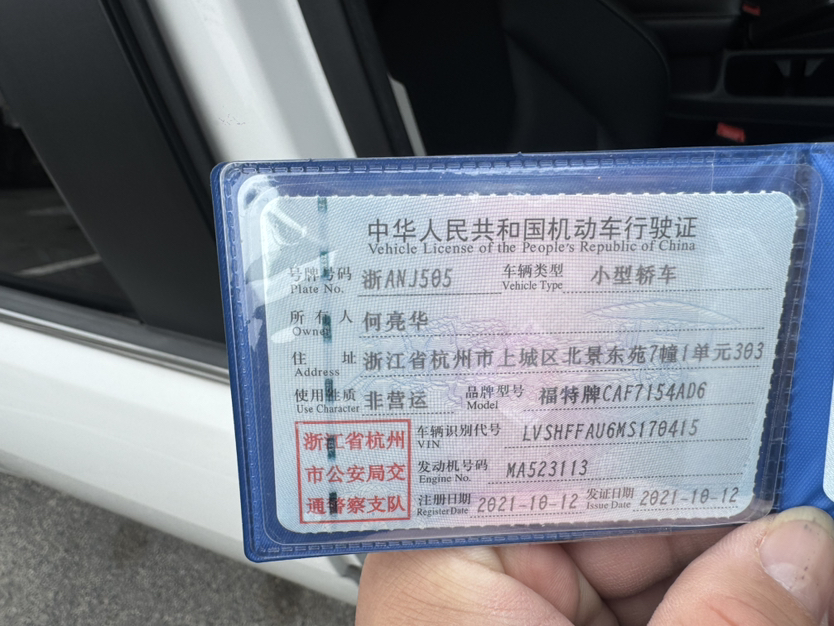 中华人民共和国机动车行驶证
Vehicle License of the People's Republic of China
号牌号码 浙ANJ505 车辆类型 小型轿车
Plate No. Vehicle Type
所有人 何亮华
Owner
住址 浙江省杭州市上城区北景东苑7幢1单元303
Address
使用性质 非营运 品牌型号 福特牌CAF7154AD6
Use Character Model
浙江省杭州
市公安局交
通警察支队
车辆识别代号 LVSHFFAU6MS170415
VIN
发动机号码 MA523113
Engine No.
注册日期 2021-10-12 发证日期 2021-10-12
Register Date Issue Date